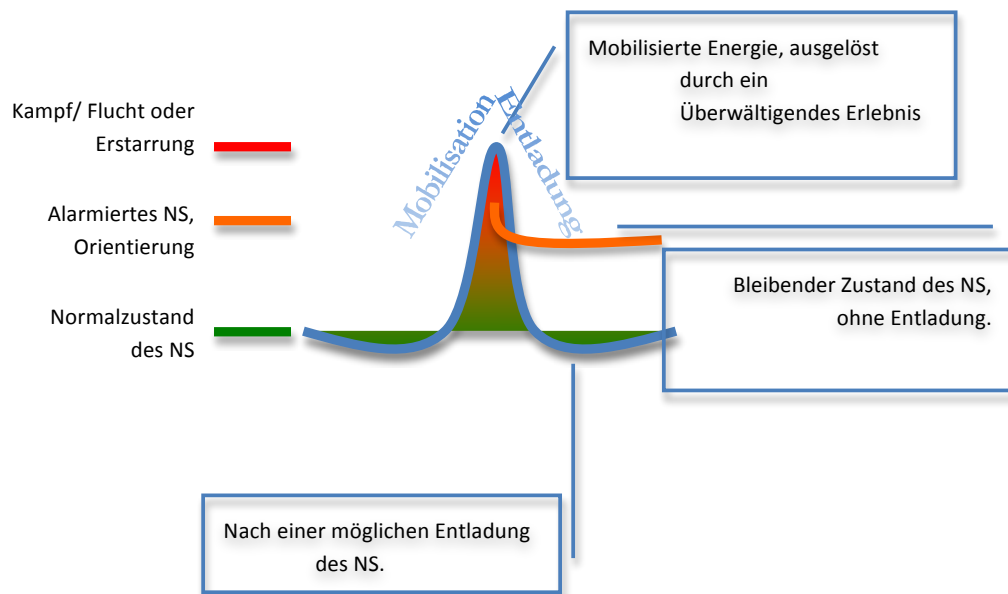 Mobilisierte Energie, ausgelöst
durch ein
Überwältigendes Erlebnis
Kampf/ Flucht oder
Erstarrung
Mobilisation
Entladung
Alarmiertes NS,
Orientierung
Bleibender Zustand des NS,
ohne Entladung.
Normalzustand
des NS
Nach einer möglichen Entladung
des NS.